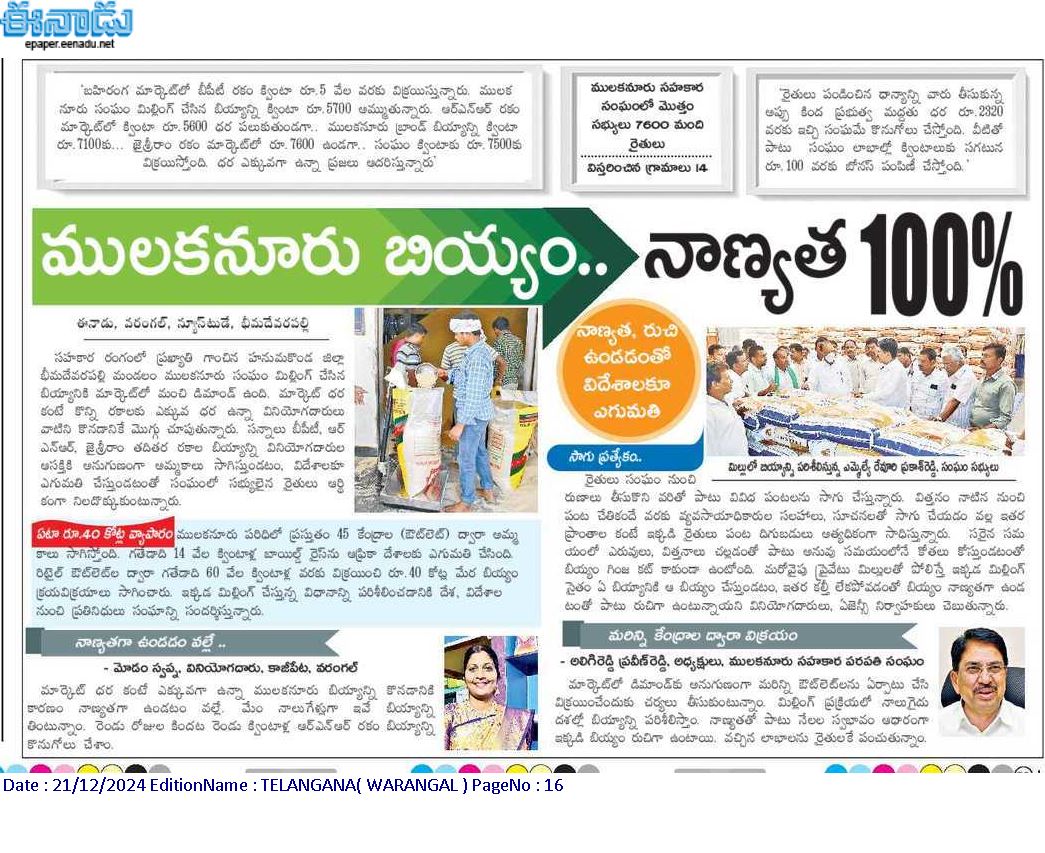 ఈనాడు
epaper.eenadu.net
'బహిరంగ మార్కెట్‌లో బీపీటీ రకం క్వింటా రూ.5 వేల వరకు విక్రయిస్తున్నారు. ములక
నూరు సంఘం మిల్లింగ్ చేసిన బియ్యాన్ని క్వింటా రూ.5700 అమ్ముతున్నారు. ఆర్ఎన్ఆర్ రకం
మార్కెట్‌లో క్వింటా రూ.5600 ధర పలుకుతుండగా.. ములకనూరు బ్రాండ్ బియ్యాన్ని క్వింటా
రూ.7100కు... జైశ్రీరాం రకం మార్కెట్‌లో రూ.7600 ఉండగా.. సంఘం క్వింటాకు రూ.7500కు
విక్రయిస్తోంది. ధర ఎక్కువగా ఉన్నా ప్రజలు ఆదరిస్తున్నారు'
ములకనూరు సహకార
సంఘంలో మొత్తం
సభ్యులు 7600 మంది
రైతులు
విస్తరించిన గ్రామాలు 14
'రైతులు పండించిన ధాన్యాన్ని వారు తీసుకున్న
అప్పు కింద ప్రభుత్వ మద్దతు ధర రూ.2320
వరకు ఇచ్చి సంఘమే కొనుగోలు చేస్తోంది. వీటితో
పాటు సంఘం లాభాల్లో క్వింటాలుకు సగటున
రూ.100 వరకు బోనస్ పంపిణీ చేస్తోంది.'
ములకనూరు బియ్యం.. నాణ్యత 100%
ఈనాడు, వరంగల్, న్యూస్‌టుడే, భీమదేవరపల్లి
సహకార రంగంలో ప్రఖ్యాతి గాంచిన హనుమకొండ జిల్లా
భీమదేవరపల్లి మండలం ములకనూరు సంఘం మిల్లింగ్ చేసిన
బియ్యానికి మార్కెట్‌లో మంచి డిమాండ్ ఉంది. మార్కెట్ ధర
కంటే కొన్ని రకాలకు ఎక్కువ ధర ఉన్నా వినియోగదారులు
వాటిని కొనడానికే మొగ్గు చూపుతున్నారు. సన్నాలు బీపీటీ, ఆర్
ఎన్ఆర్, జైశ్రీరాం తదితర రకాల బియ్యాన్ని వినియోగదారుల
ఆసక్తికి అనుగుణంగా అమ్మకాలు సాగిస్తుండటం, విదేశాలకూ
ఎగుమతి చేస్తుండటంతో సంఘంలో సభ్యులైన రైతులు ఆర్థి
కంగా నిలదొక్కుకుంటున్నారు.
ఏటా రూ.40 కోట్ల వ్యాపారం ములకనూరు పరిధిలో ప్రస్తుతం 45 కేంద్రాల (ఔట్‌లెట్) ద్వారా అమ్మ
కాలు సాగిస్తోంది. గతేడాది 14 వేల క్వింటాళ్ల బాయిల్డ్ రైస్‌ను ఆఫ్రికా దేశాలకు ఎగుమతి చేసింది.
రిటైల్ ఔట్‌లెట్‌ల ద్వారా గతేడాది 60 వేల క్వింటాళ్ల వరకు విక్రయించి రూ.40 కోట్ల మేర బియ్యం
క్రయవిక్రయాలు సాగించారు. ఇక్కడ మిల్లింగ్ చేస్తున్న విధానాన్ని పరిశీలించడానికి దేశ, విదేశాల
నుంచి ప్రతినిధులు సంఘాన్ని సందర్శిస్తున్నారు.
నాణ్యతగా ఉండడం వల్లే ..
- మోడం స్వప్న, వినియోగదారు, కాజీపేట, వరంగల్
మార్కెట్ ధర కంటే ఎక్కువగా ఉన్నా ములకనూరు బియ్యాన్ని కొనడానికి
కారణం నాణ్యతగా ఉండటం వల్లే. మేం నాలుగేళ్లుగా ఇవే బియ్యాన్ని
తింటున్నాం. రెండు రోజుల కిందట రెండు క్వింటాళ్ల ఆర్ఎన్ఆర్ రకం బియ్యాన్ని
కొనుగోలు చేశాం.
నాణ్యత, రుచి
ఉండడంతో
విదేశాలకూ
ఎగుమతి
మిల్లులో బియ్యాన్ని పరిశీలిస్తున్న ఎమ్మెల్యే రేవూరి ప్రకాశ్‌రెడ్డి, సంఘం సభ్యులు
సాగు ప్రత్యేకం..
రైతులు సంఘం నుంచి
రుణాలు తీసుకొని వరితో పాటు వివిధ పంటలను సాగు చేస్తున్నారు. విత్తనం నాటిన నుంచి
పంట చేతికందే వరకు వ్యవసాయాధికారుల సలహాలు, సూచనలతో సాగు చేయడం వల్ల ఇతర
ప్రాంతాల కంటే ఇక్కడి రైతులు పంట దిగుబడులు అత్యధికంగా సాధిస్తున్నారు. సరైన సమ
యంలో ఎరువులు, విత్తనాలు చల్లడంతో పాటు అనువు సమయంలోనే కోతలు కోస్తుండటంతో
బియ్యం గింజ కట్ కాకుండా ఉంటోంది. మరోవైపు ప్రైవేటు మిల్లులతో పోలిస్తే ఇక్కడ మిల్లింగ్
సైతం ఏ బియ్యానికి ఆ బియ్యం చేస్తుండటం, ఇతర కల్తీ లేకపోవడంతో బియ్యం నాణ్యతగా ఉండ
టంతో పాటు రుచిగా ఉంటున్నాయని వినియోగదారులు, ఏజెన్సీ నిర్వాహకులు చెబుతున్నారు.
మరిన్ని కేంద్రాల ద్వారా విక్రయం
- అలిగిరెడ్డి ప్రవీణ్‌రెడ్డి, అధ్యక్షులు, ములకనూరు సహకార పరపతి సంఘం
మార్కెట్‌లో డిమాండ్‌కు అనుగుణంగా మరిన్ని ఔట్‌లెట్‌లను ఏర్పాటు చేసి
విక్రయించేందుకు చర్యలు తీసుకుంటున్నాం. మిల్లింగ్ ప్రక్రియలో నాలుగైదు
దశల్లో బియ్యాన్ని పరిశీలిస్తాం. నాణ్యతతో పాటు నేలల స్వభావం ఆధారంగా
ఇక్కడి బియ్యం రుచిగా ఉంటాయి. వచ్చిన లాభాలను రైతులకే పంచుతున్నాం.
Date : 21/12/2024 EditionName : TELANGANA( WARANGAL ) PageNo : 16